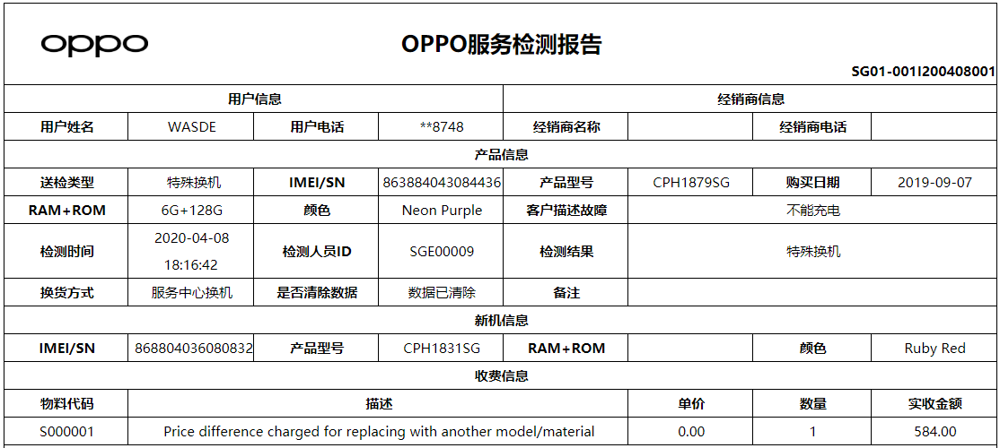 oppo
OPPO服务检测报告
SG01-001I200408001
用户信息 经销商信息
用户姓名 WASDE 用户电话 **8748 经销商名称 经销商电话
产品信息
送检类型 特殊换机 IMEI/SN 863884043084436 产品型号 CPH1879SG 购买日期 2019-09-07
RAM+ROM 6G+128G 颜色 Neon Purple 客户描述故障 不能充电
检测时间 2020-04-08 18:16:42 检测人员ID SGE00009 检测结果 特殊换机
换货方式 服务中心换机 是否清除数据 数据已清除 备注
新机信息
IMEI/SN 868804036080832 产品型号 CPH1831SG RAM+ROM 颜色 Ruby Red
收费信息
物料代码 描述 单价 数量 实收金额
S000001 Price difference charged for replacing with another model/material 0.00 1 584.00